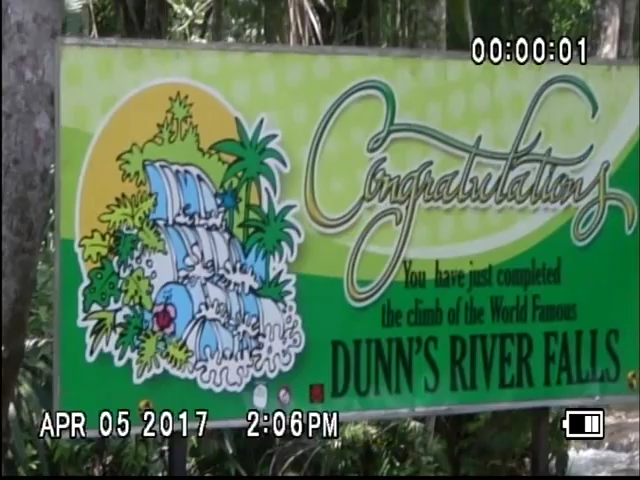 00:00:01
Congratulations
You have just completed
the climb of the World Famous
DUNN'S RIVER FALLS
APR 05 2017 2:06PM